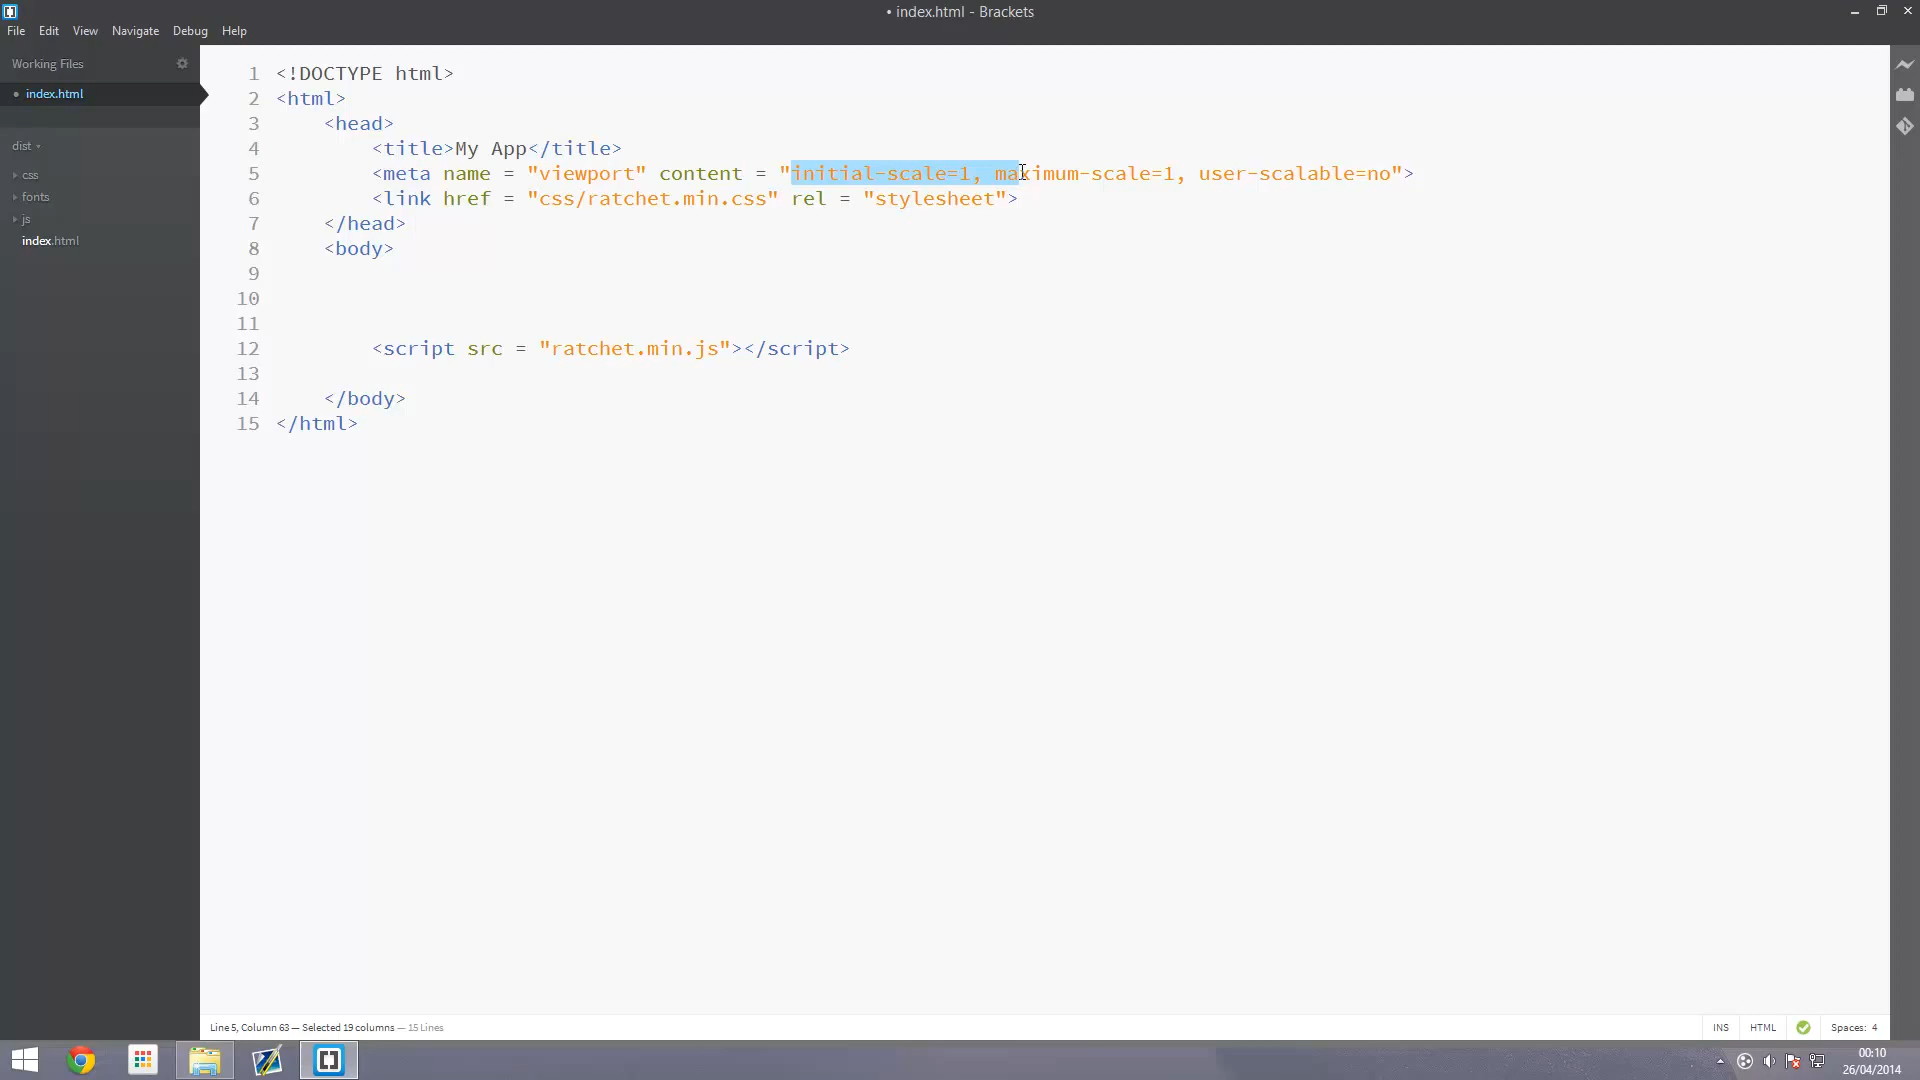 • index.html - Brackets
File Edit View Navigate Debug Help
Working Files
• index.html
dist
css
fonts
js
index.html
1 <!DOCTYPE html>
2 <html>
3 <head>
4 <title>My App</title>
5 <meta name = "viewport" content = "initial-scale=1, maximum-scale=1, user-scalable=no">
6 <link href = "css/ratchet.min.css" rel = "stylesheet">
7 </head>
8 <body>
9
10
11
12 <script src = "ratchet.min.js"></script>
13
14 </body>
15 </html>
Line 5, Column 63 — Selected 19 columns — 15 Lines
INS HTML Spaces: 4
00:10
26/04/2014